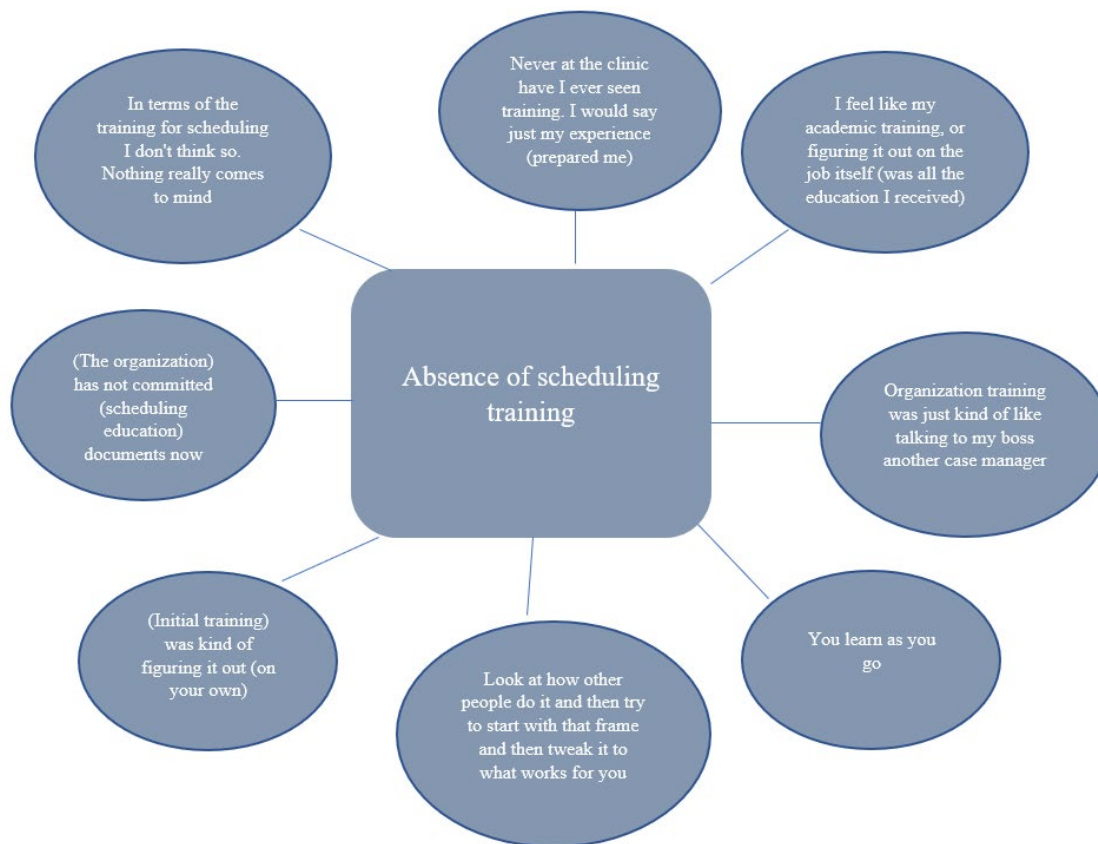 In terms of the
training for scheduling
I don't think so.
Nothing really comes
to mind
Never at the clinic
have I ever seen
training. I would say
just my experience
(prepared me)
I feel like my
academic training, or
figuring it out on the
job itself (was all the
education I received)
(The organization)
has not committed
(scheduling
education)
documents now
Absence of scheduling
training
Organization training
was just kind of like
talking to my boss
another case manager
(Initial training)
was kind of
figuring it out (on
your own)
Look at how other
people do it and then try
to start with that frame
and then tweak it to
what works for you
You learn as you
go